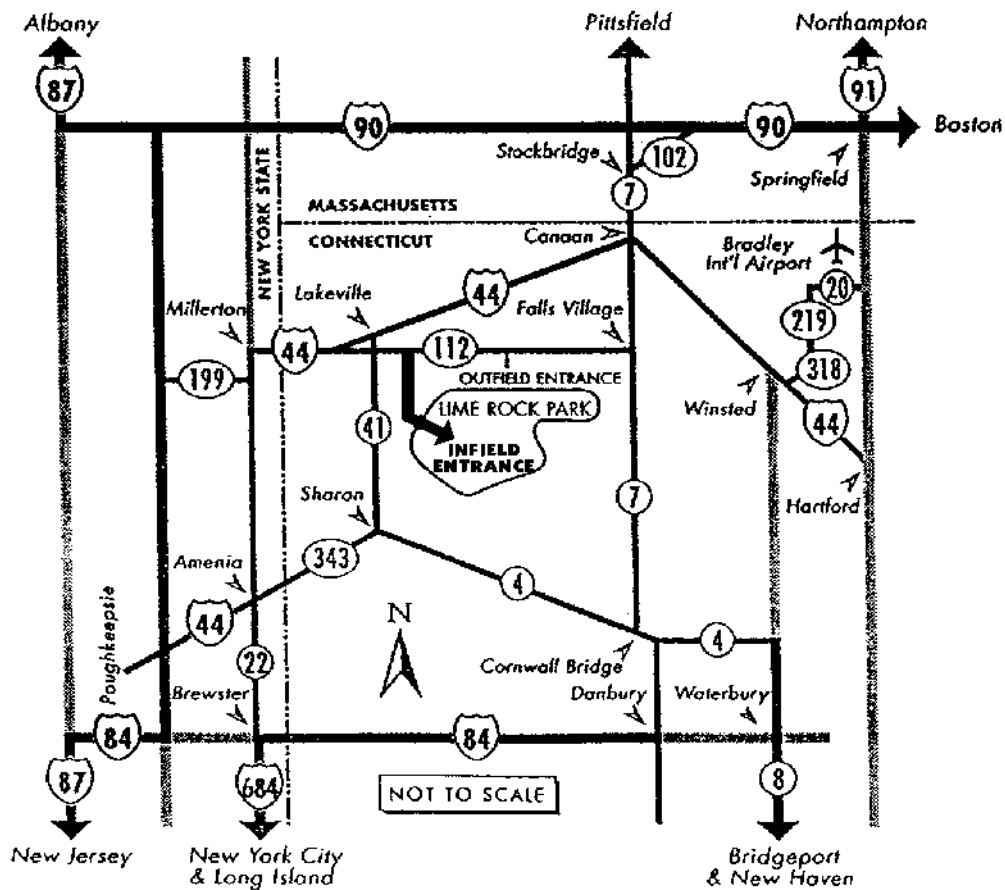 Albany
Pittsfield
Northampton
87
91
90
90
Boston
Stockbridge
102
Springfield
7
NEW YORK STATE
MASSACHUSETTS
CONNECTICUT
Canaan
Bradley
Int'l Airport
20
Lakeville
44
Millerton
Falls Village
219
44
112
318
199
OUTFIELD ENTRANCE
LIME ROCK PARK
Winsted
44
41
INFIELD
ENTRANCE
7
Sharon
Hartford
343
Amenia
4
N
44
4
Poughkeepsie
22
Cornwall Bridge
Brewster
Danbury
Waterbury
84
84
87
684
NOT TO SCALE
8
New Jersey
New York City
& Long Island
Bridgeport
& New Haven